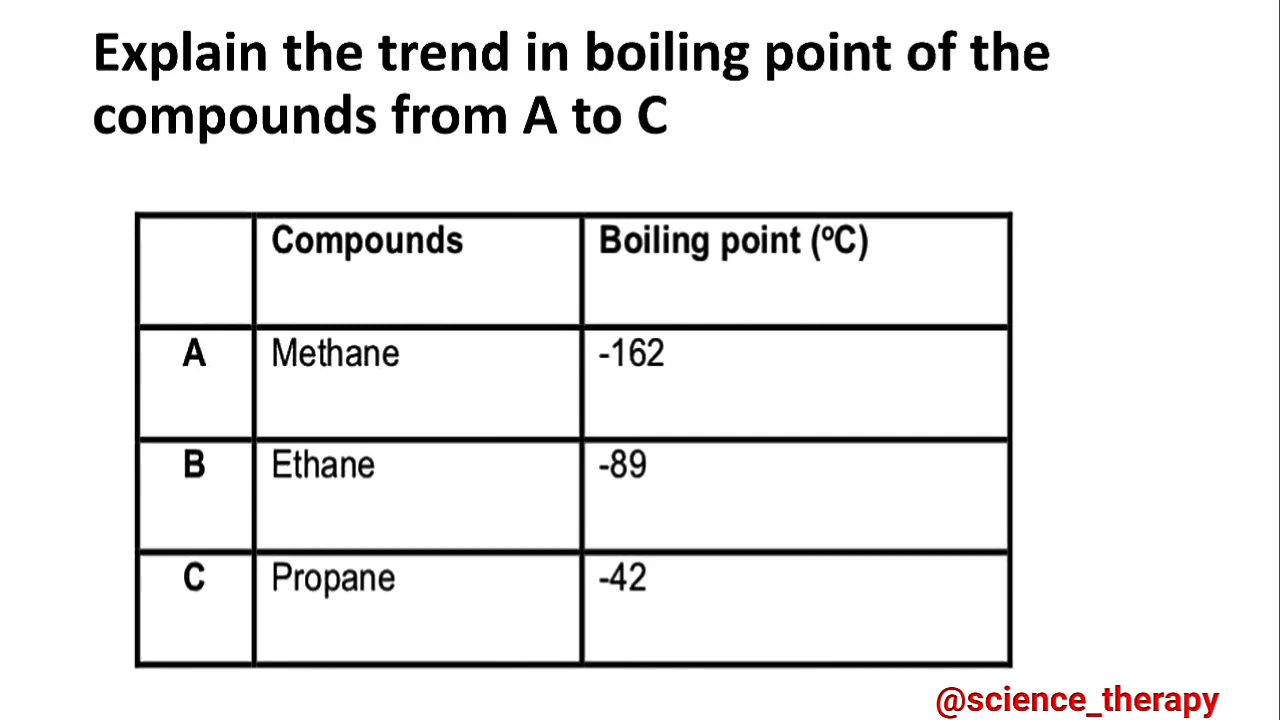 Explain the trend in boiling point of the
compounds from A to C
Compounds Boiling point (ºC)
A Methane -162
B Ethane -89
C Propane -42
@science_therapy